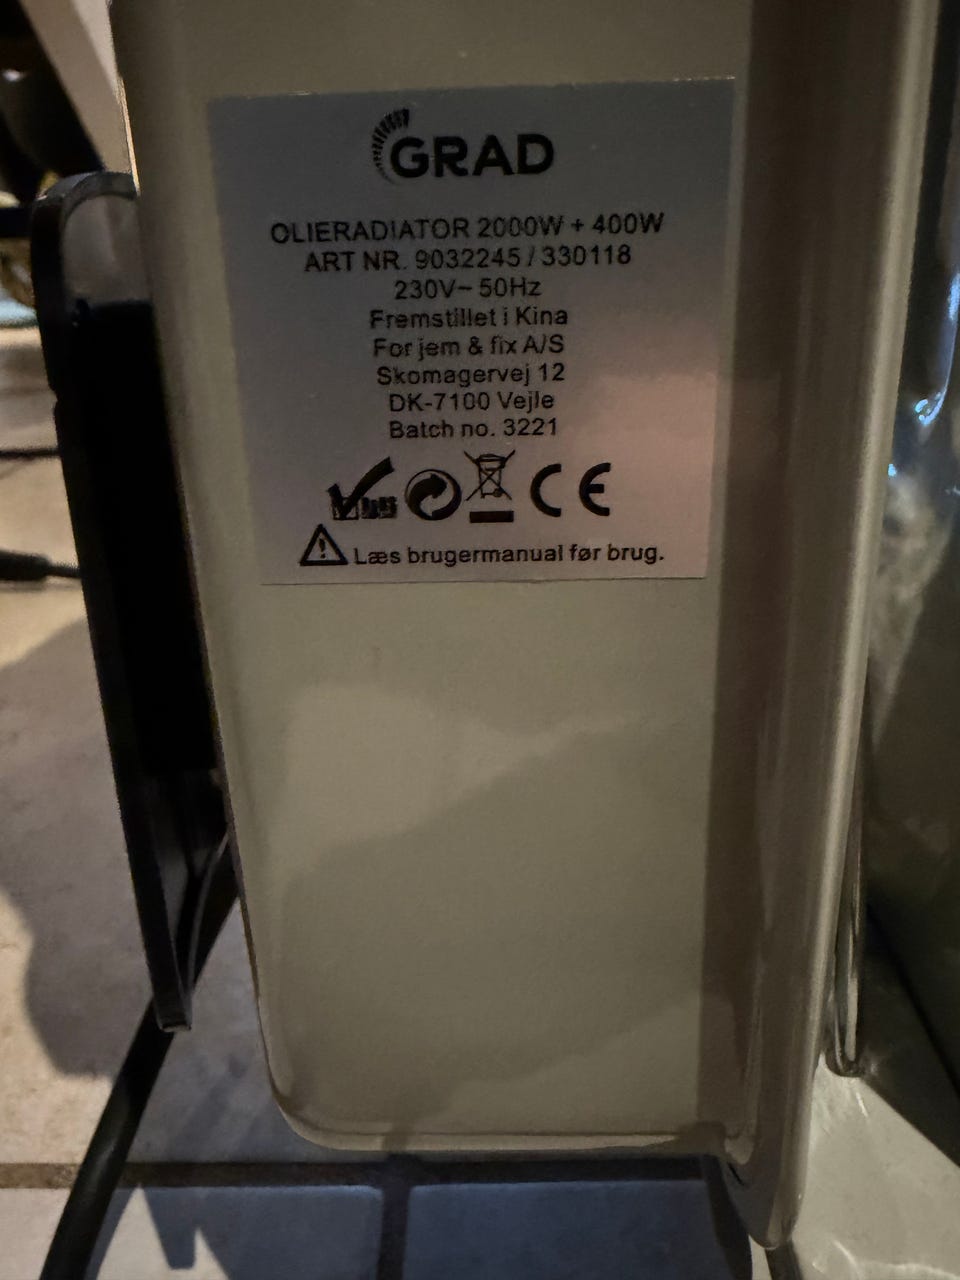 GRAD
OLIERADIATOR 2000W + 400W
ART NR. 9032245 / 330118
230V~ 50Hz
Fremstillet i Kina
For jem & fix A/S
Skomagervej 12
DK-7100 Vejle
Batch no. 3221
CE
Læs brugermanual før brug.